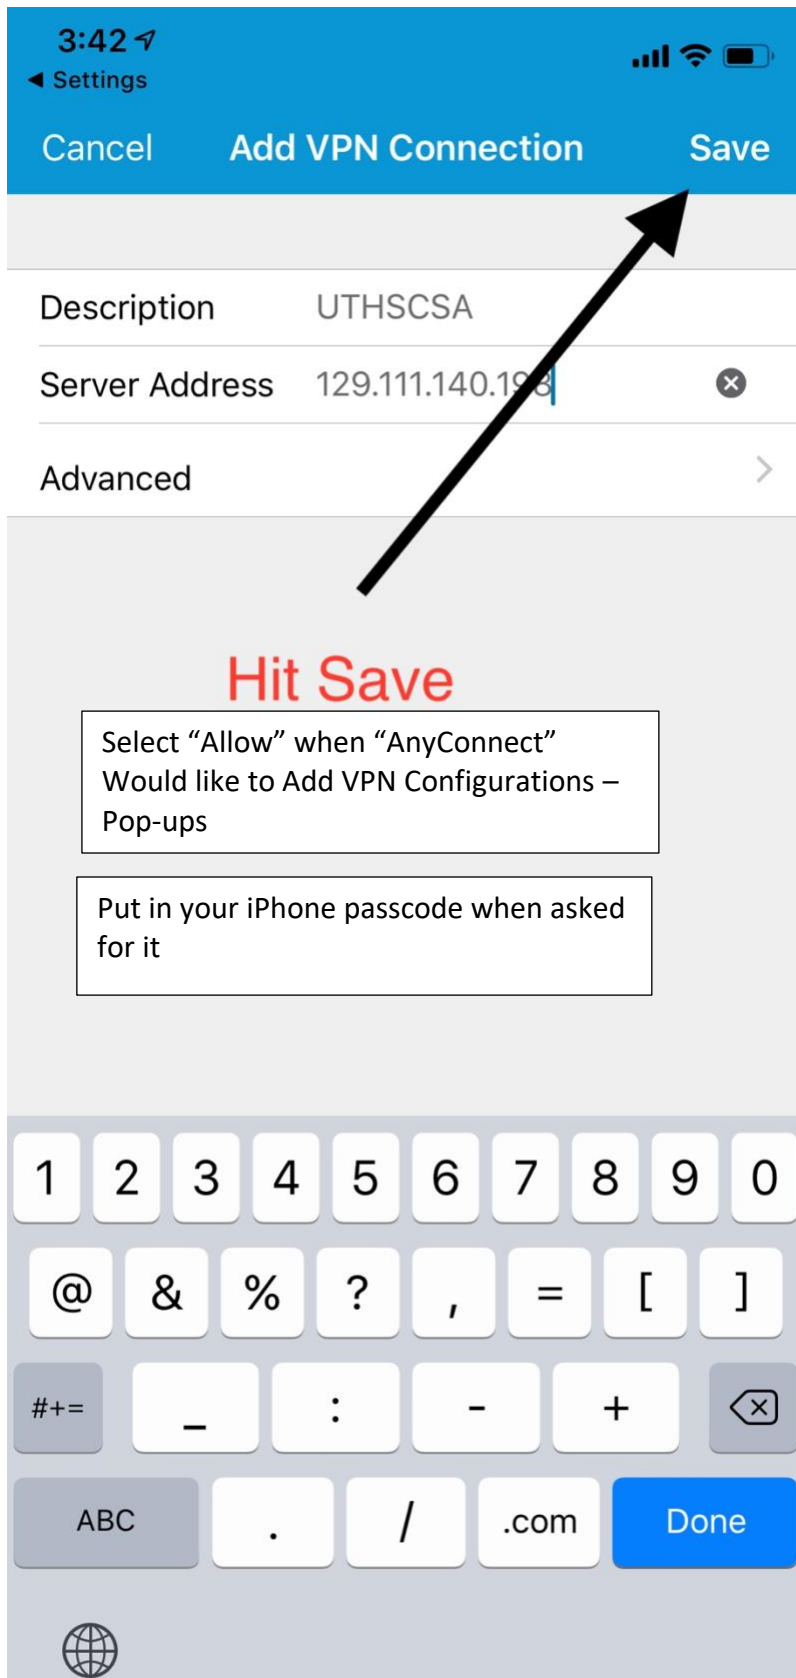 3:42
◀ Settings
Cancel Add VPN Connection Save
Description UTHSCSA
Server Address 129.111.140.198
Advanced
Hit Save
Select “Allow” when “AnyConnect”
Would like to Add VPN Configurations –
Pop-ups
Put in your iPhone passcode when asked
for it
1 2 3 4 5 6 7 8 9 0
@ & % ? , = [ ]
#+= _ : - +
ABC . / .com Done